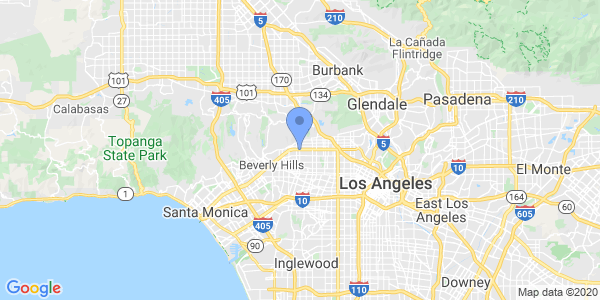 5
210
La Cañada
Flintridge
170
Burbank
101
101
134
Glendale
Pasadena
210
Calabasas
27
405
5
Topanga
State Park
Beverly Hills
10
El Monte
Los Angeles
1
10
164
East Los
Angeles
60
Santa Monica
605
405
90
Inglewood
Downey
110
5
Google
Map data ©2020